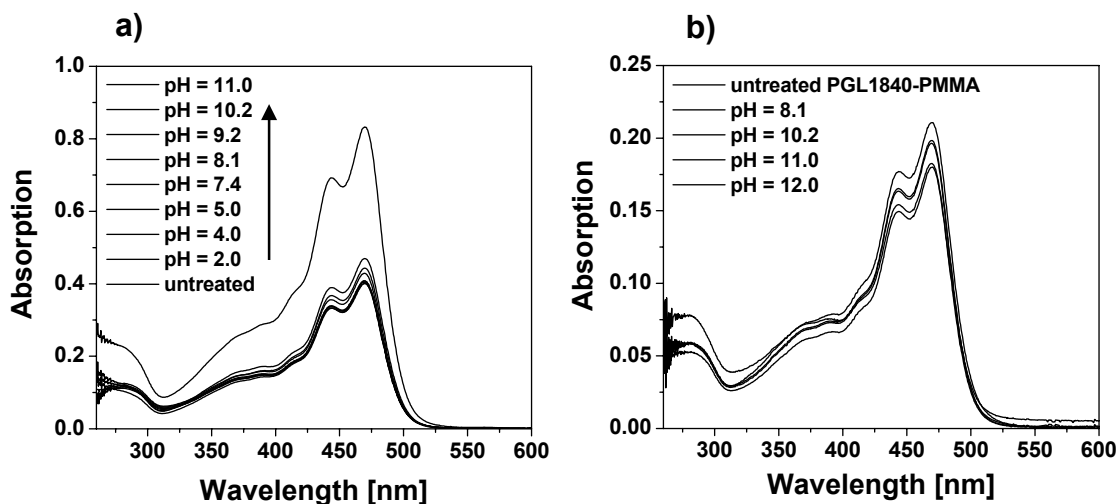 a)
1.0
0.8
0.6
0.4
0.2
0.0
Absorption
pH = 11.0
pH = 10.2
pH = 9.2
pH = 8.1
pH = 7.4
pH = 5.0
pH = 4.0
pH = 2.0
untreated
300 350 400 450 500 550 600
Wavelength [nm]
b)
0.25
0.20
0.15
0.10
0.05
0.00
Absorption
untreated PGL1840-PMMA
pH = 8.1
pH = 10.2
pH = 11.0
pH = 12.0
300 350 400 450 500 550 600
Wavelength [nm]